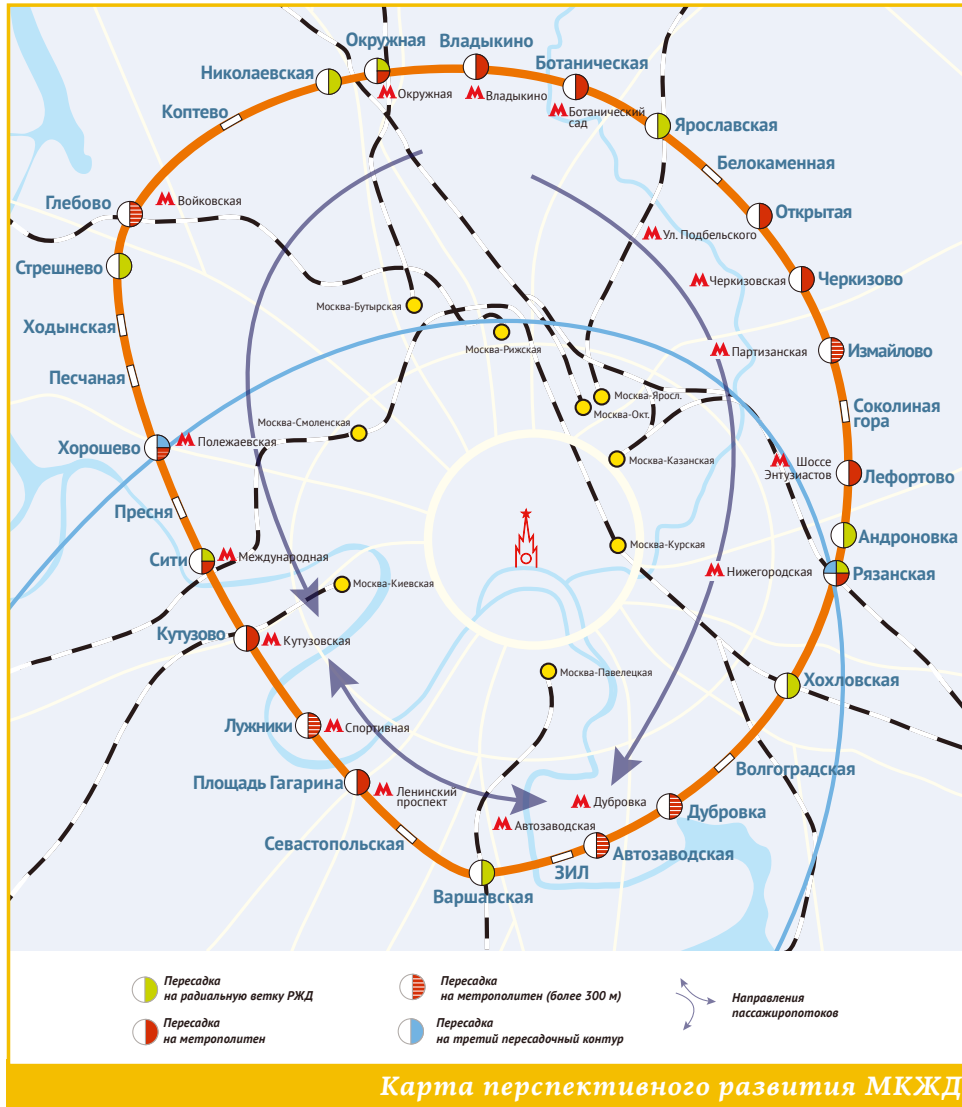 Окружная
Владыкино
Ботаническая
Николаевская
Окружная
Владыкино
Ботанический
сад
Ярославская
Коптево
Белокаменная
Глебово
Войковская
Открытая
Ул. Подбельского
Стрешнево
Черкизовская
Черкизово
Москва-Бутырская
Ходынская
Москва-Рижская
Партизанская
Измайлово
Песчаная
Москва-Яросл.
Москва-Окт.
Соколиная
гора
Москва-Смоленская
Хорошево
Полежаевская
Москва-Казанская
Шоссе
Энтузиастов
Лефортово
Пресня
Андроновка
Москва-Курская
Сити
Международная
Нижегородская
Рязанская
Москва-Киевская
Кутузово
Кутузовская
Москва-Павелецкая
Хохловская
Лужники
Спортивная
Волгоградская
Площадь Гагарина
Ленинский
проспект
Дубровка
Дубровка
Автозаводская
Севастопольская
Автозаводская
ЗИЛ
Варшавская
Пересадка
на радиальную ветку РЖД
Пересадка
на метрополитен
Пересадка
на метрополитен (более 300 м)
Пересадка
на третий пересадочный контур
Направления
пассажиропотоков
Карта перспективного развития МКЖД